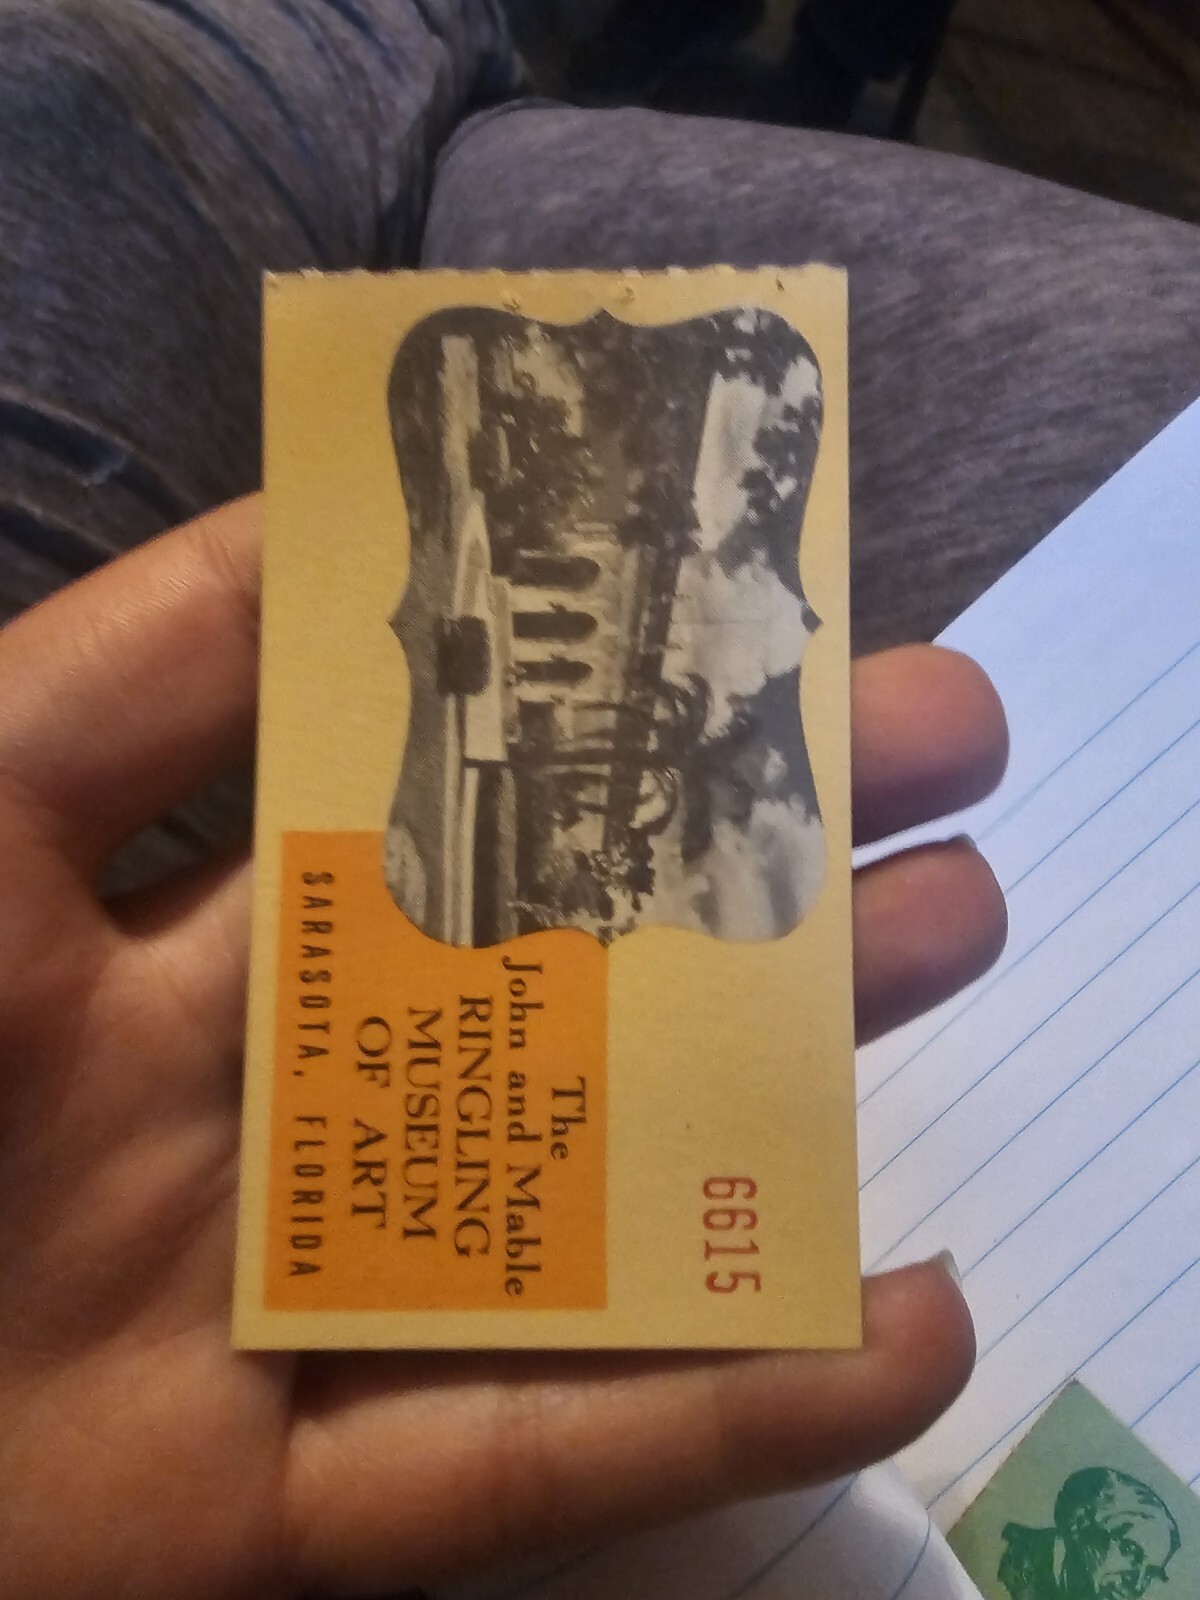 6615
The
John and Mable
RINGLING
MUSEUM
OF ART
SARASOTA, FLORIDA